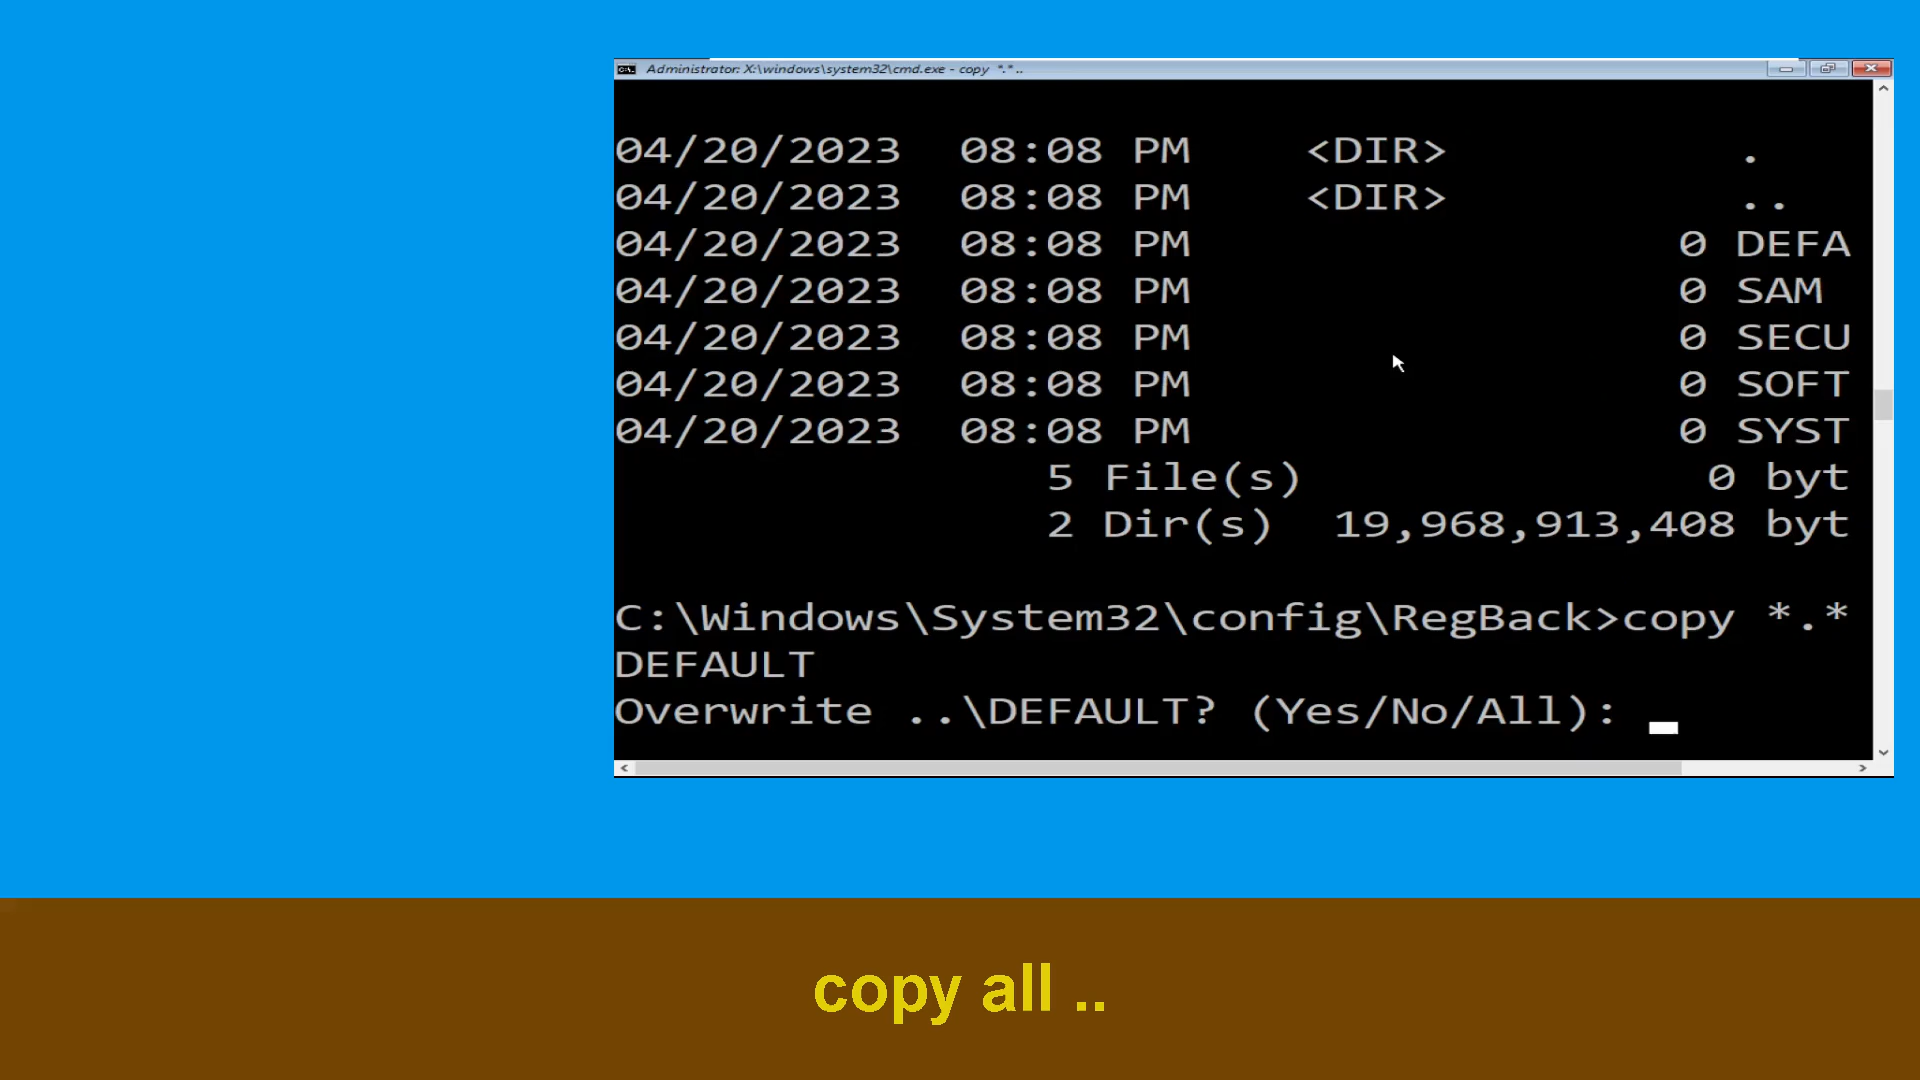 Administrator: X:\windows\system32\cmd.exe - copy *.* ..
04/20/2023 08:08 PM <DIR> .
04/20/2023 08:08 PM <DIR> ..
04/20/2023 08:08 PM 0 DEFA
04/20/2023 08:08 PM 0 SAM
04/20/2023 08:08 PM 0 SECU
04/20/2023 08:08 PM 0 SOFT
04/20/2023 08:08 PM 0 SYST
5 File(s) 0 byt
2 Dir(s) 19,968,913,408 byt
C:\Windows\System32\config\RegBack>copy *.*
DEFAULT
Overwrite ..\DEFAULT? (Yes/No/All):
copy all ..